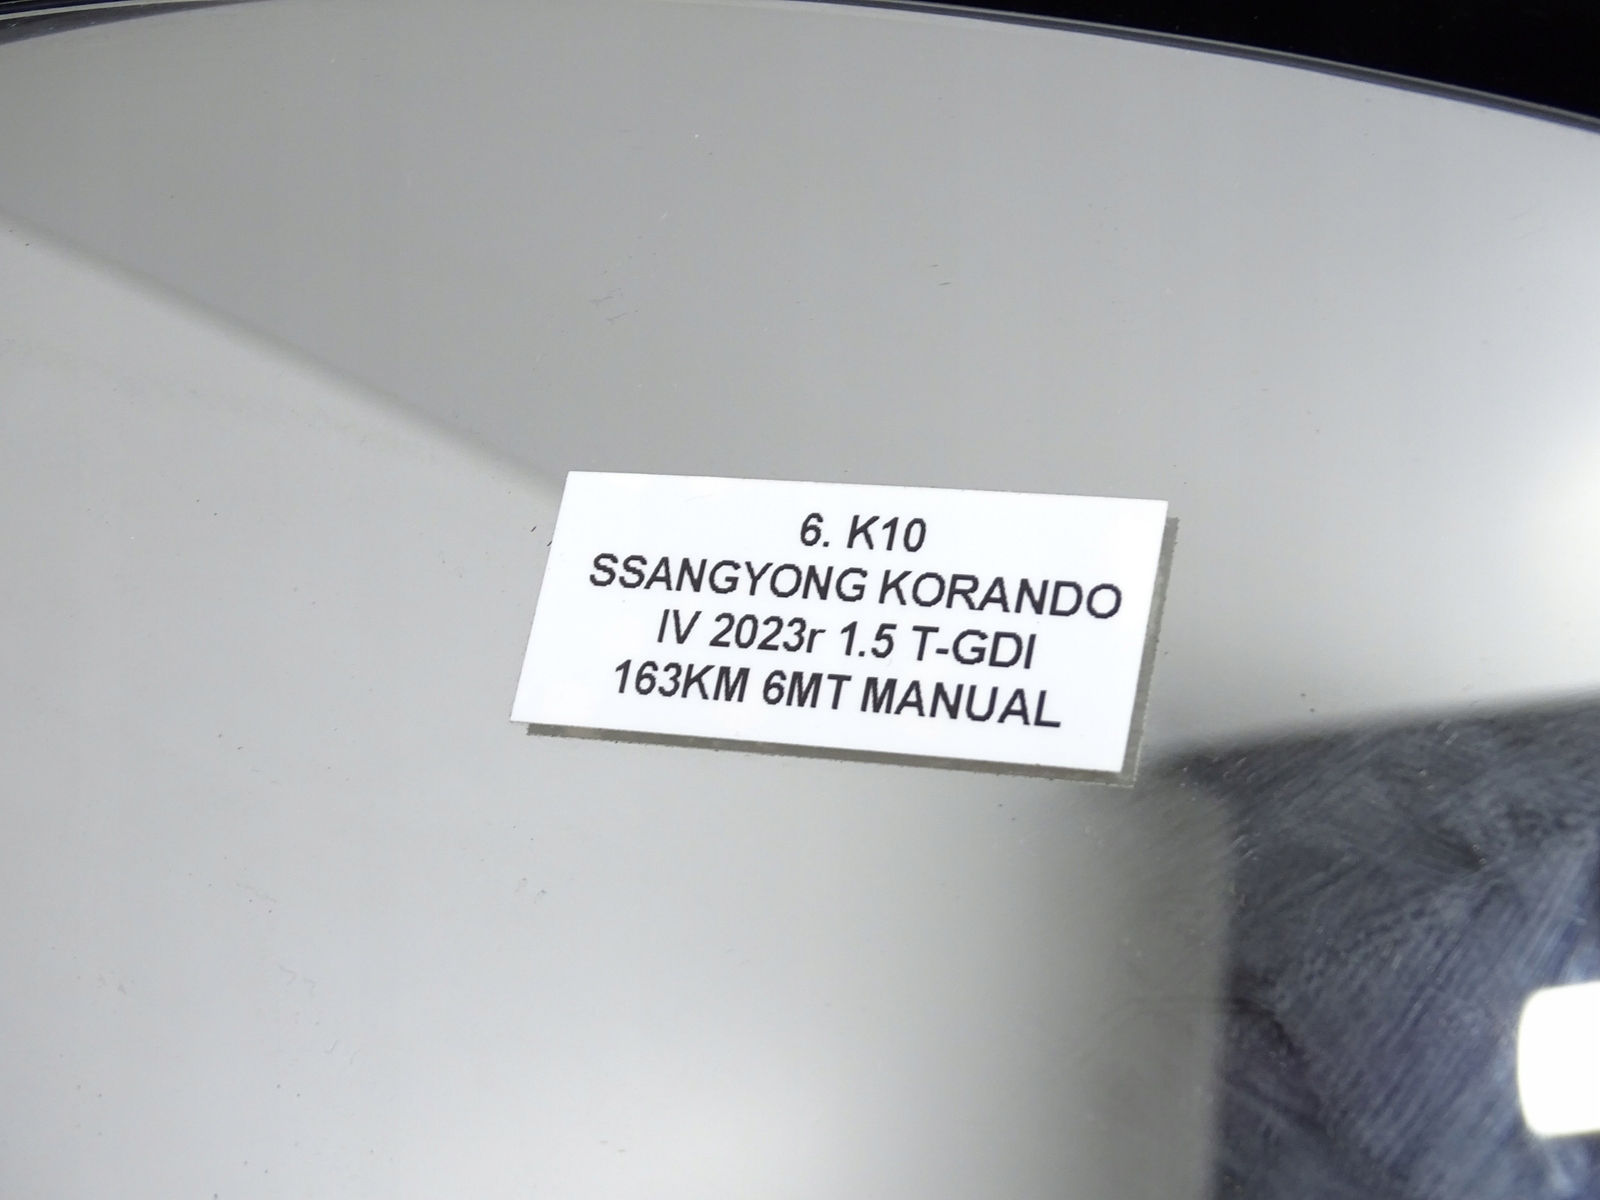 6. K10
SSANGYONG KORANDO
IV 2023r 1.5 T-GDI
163KM 6MT MANUAL